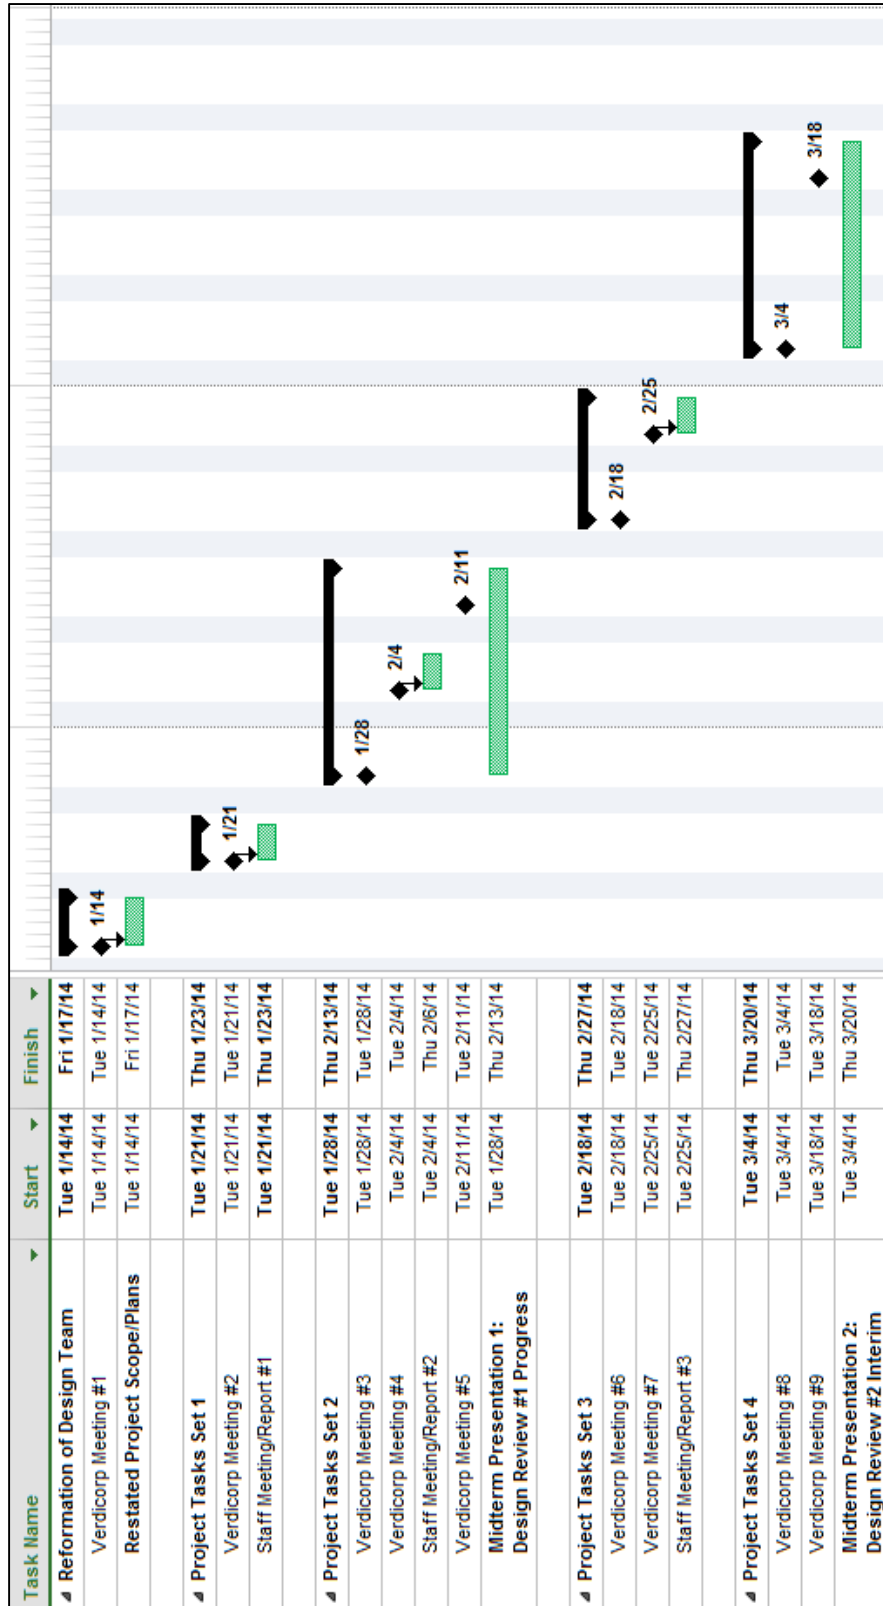 Task Name Start Finish
Reformation of Design Team Tue 1/14/14 Fri 1/17/14
Verdicorp Meeting #1 Tue 1/14/14 Tue 1/14/14 1/14
Restated Project Scope/Plans Tue 1/14/14 Fri 1/17/14
Project Tasks Set 1 Tue 1/21/14 Thu 1/23/14
Verdicorp Meeting #2 Tue 1/21/14 Tue 1/21/14 1/21
Staff Meeting/Report #1 Tue 1/21/14 Thu 1/23/14
Project Tasks Set 2 Tue 1/28/14 Thu 2/13/14
Verdicorp Meeting #3 Tue 1/28/14 Tue 1/28/14 1/28
Verdicorp Meeting #4 Tue 2/4/14 Tue 2/4/14 2/4
Staff Meeting/Report #2 Tue 2/4/14 Thu 2/6/14
Verdicorp Meeting #5 Tue 2/11/14 Tue 2/11/14 2/11
Midterm Presentation 1: Tue 1/28/14 Thu 2/13/14
Design Review #1 Progress
Project Tasks Set 3 Tue 2/18/14 Thu 2/27/14
Verdicorp Meeting #6 Tue 2/18/14 Tue 2/18/14 2/18
Verdicorp Meeting #7 Tue 2/25/14 Tue 2/25/14 2/25
Staff Meeting/Report #3 Tue 2/25/14 Thu 2/27/14
Project Tasks Set 4 Tue 3/4/14 Thu 3/20/14
Verdicorp Meeting #8 Tue 3/4/14 Tue 3/4/14 3/4
Verdicorp Meeting #9 Tue 3/18/14 Tue 3/18/14 3/18
Midterm Presentation 2: Tue 3/4/14 Thu 3/20/14
Design Review #2 Interim